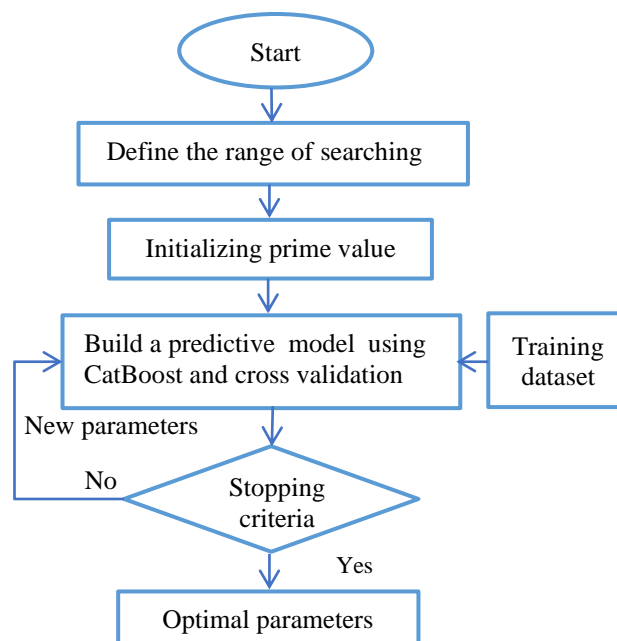 Start
Define the range of searching
Initializing prime value
Build a predictive model using
CatBoost and cross validation
Training
dataset
New parameters
No
Stopping
criteria
Yes
Optimal parameters